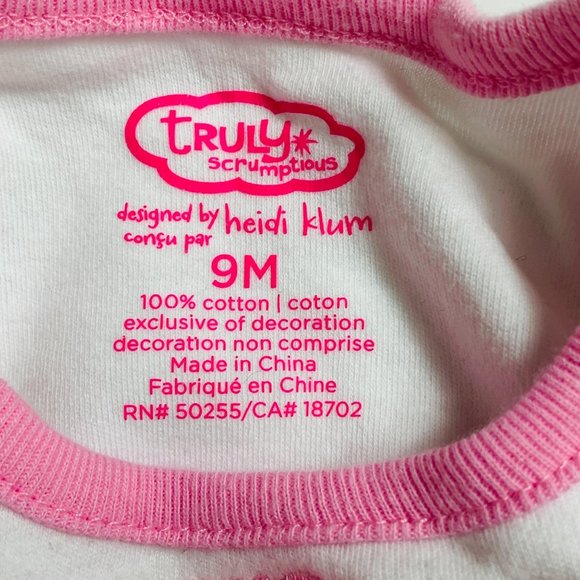 TRULY*
scrumptious
designed by heidi klum
conçu par
9M
100% cotton | coton
exclusive of decoration
decoration non comprise
Made in China
Fabriqué en Chine
RN# 50255/CA# 18702